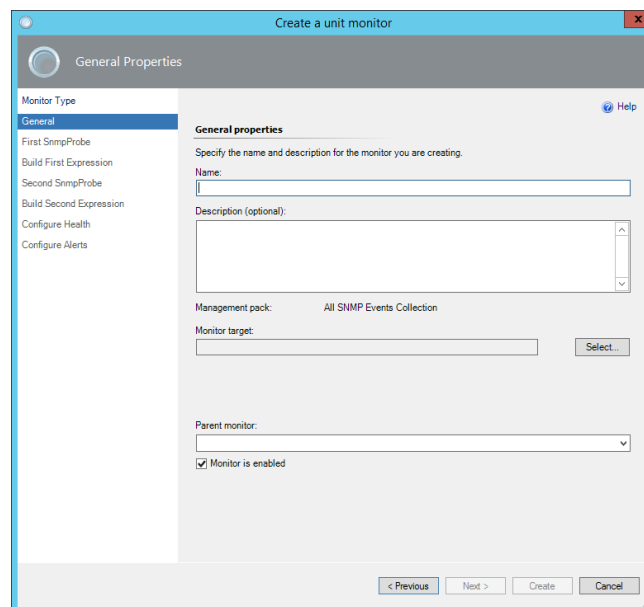 Create a unit monitor
x
General Properties
Monitor Type
General
First SnmpProbe
Build First Expression
Second SnmpProbe
Build Second Expression
Configure Health
Configure Alerts
Help
General properties
Specify the name and description for the monitor you are creating.
Name:
Description (optional):
Management pack: All SNMP Events Collection
Monitor target:
Select...
Parent monitor:
Monitor is enabled
< Previous Next > Create Cancel